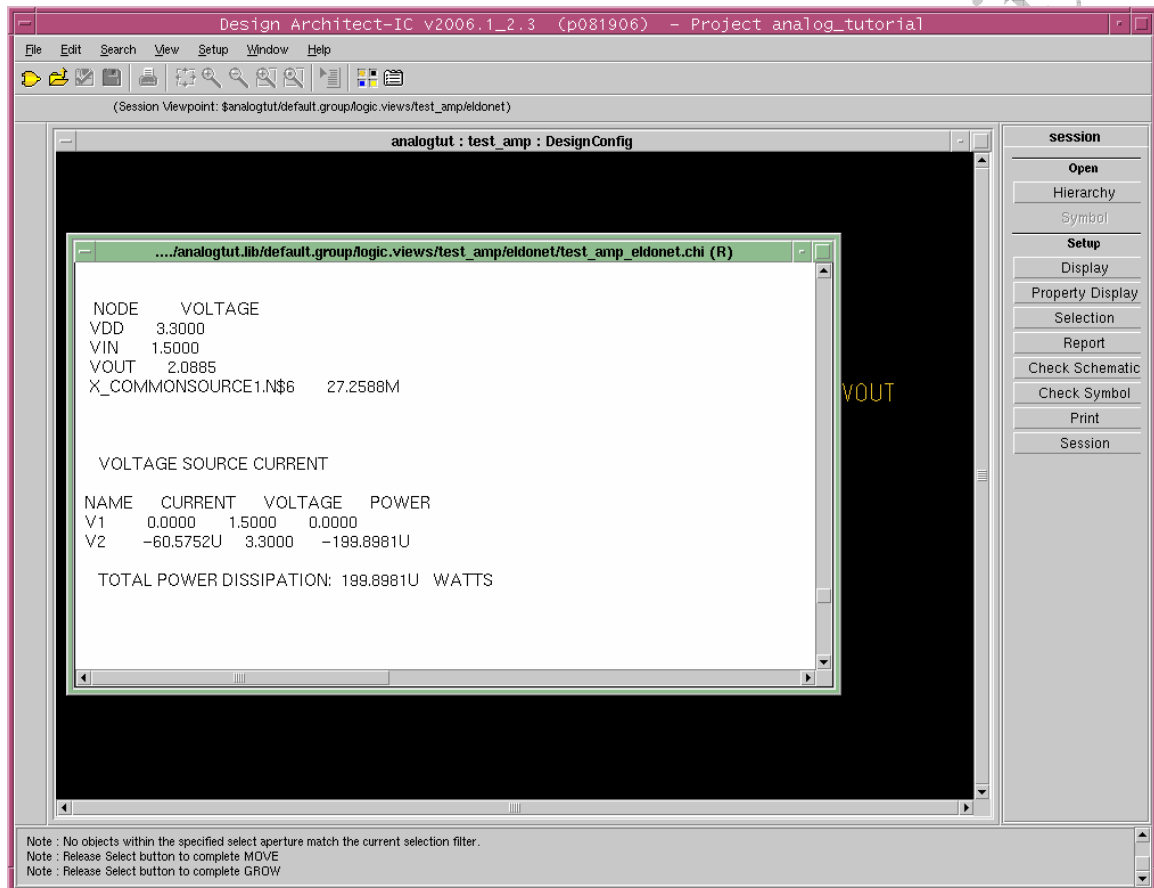 Design Architect-IC v2006.1_2.3 (p081906) - Project analog_tutorial
File Edit Search View Setup Window Help
(Session Viewpoint: $analogtut/default.group/logic.views/test_amp/eldonet)
analogtut : test_amp : DesignConfig
..../analogtut.lib/default.group/logic.views/test_amp/eldonet/test_amp_eldonet.chi (R)
NODE VOLTAGE
VDD 3.3000
VIN 1.5000
VOUT 2.0885
X_COMMONSOURCE1.N$6 27.2588M
VOLTAGE SOURCE CURRENT
NAME CURRENT VOLTAGE POWER
V1 0.0000 1.5000 0.0000
V2 -60.5752U 3.3000 -199.8981U
TOTAL POWER DISSIPATION: 199.8981U WATTS
VOUT
session
Open
Hierarchy
Symbol
Setup
Display
Property Display
Selection
Report
Check Schematic
Check Symbol
Print
Session
Note : No objects within the specified select aperture match the current selection filter.
Note : Release Select button to complete MOVE
Note : Release Select button to complete GROW